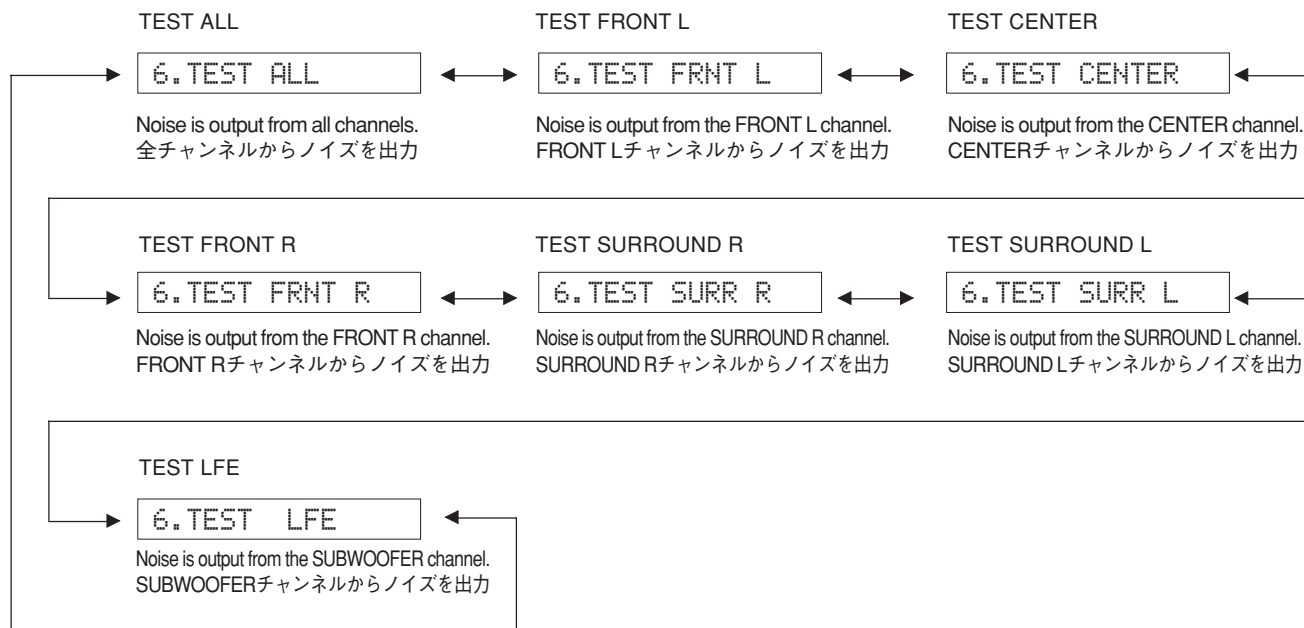 TEST ALL
6.TEST ALL
Noise is output from all channels.
全チャンネルからノイズを出力
TEST FRONT L
6.TEST FRNT L
Noise is output from the FRONT L channel.
FRONT Lチャンネルからノイズを出力
TEST CENTER
6.TEST CENTER
Noise is output from the CENTER channel.
CENTERチャンネルからノイズを出力
TEST FRONT R
6.TEST FRNT R
Noise is output from the FRONT R channel.
FRONT Rチャンネルからノイズを出力
TEST SURROUND R
6.TEST SURR R
Noise is output from the SURROUND R channel.
SURROUND Rチャンネルからノイズを出力
TEST SURROUND L
6.TEST SURR L
Noise is output from the SURROUND L channel.
SURROUND Lチャンネルからノイズを出力
TEST LFE
6.TEST LFE
Noise is output from the SUBWOOFER channel.
SUBWOOFERチャンネルからノイズを出力